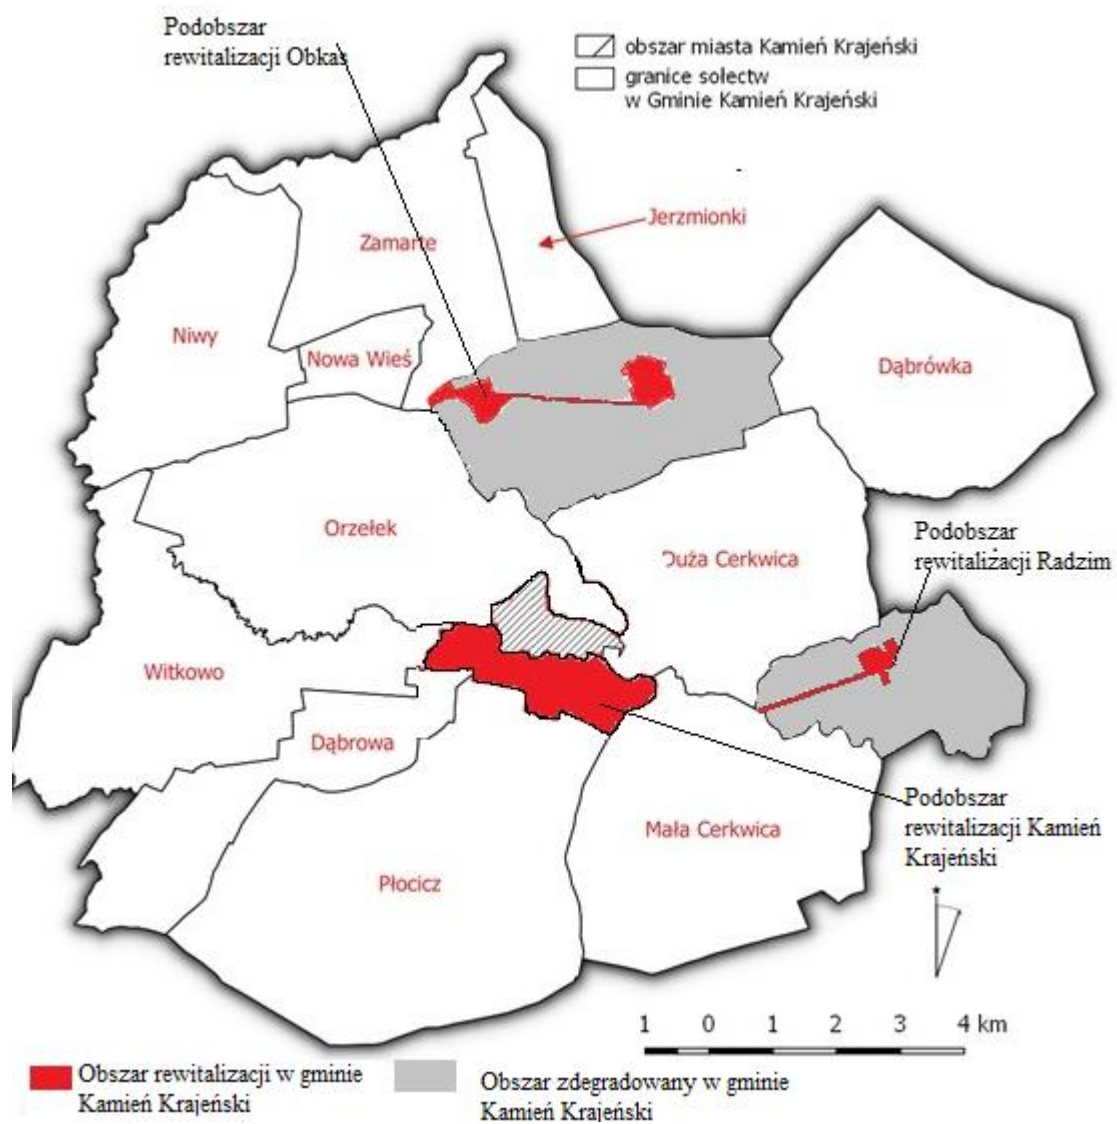 Podobszar
rewitalizacji Obkas
obszar miasta Kamień Krajeński
granice sołectw
w Gminie Kamień Krajeński
Jerzmionki
Zamarte
Niwy
Nowa Wieś
Dąbrówka
Orzełek
Duża Cerkwica
Podobszar
rewitalizacji Radzim
Witkowo
Dąbrowa
Mała Cerkwica
Podobszar
rewitalizacji Kamień
Krajeński
Płocicz
1 0 1 2 3 4 km
Obszar rewitalizacji w gminie
Kamień Krajeński
Obszar zdegradowany w gminie
Kamień Krajeński